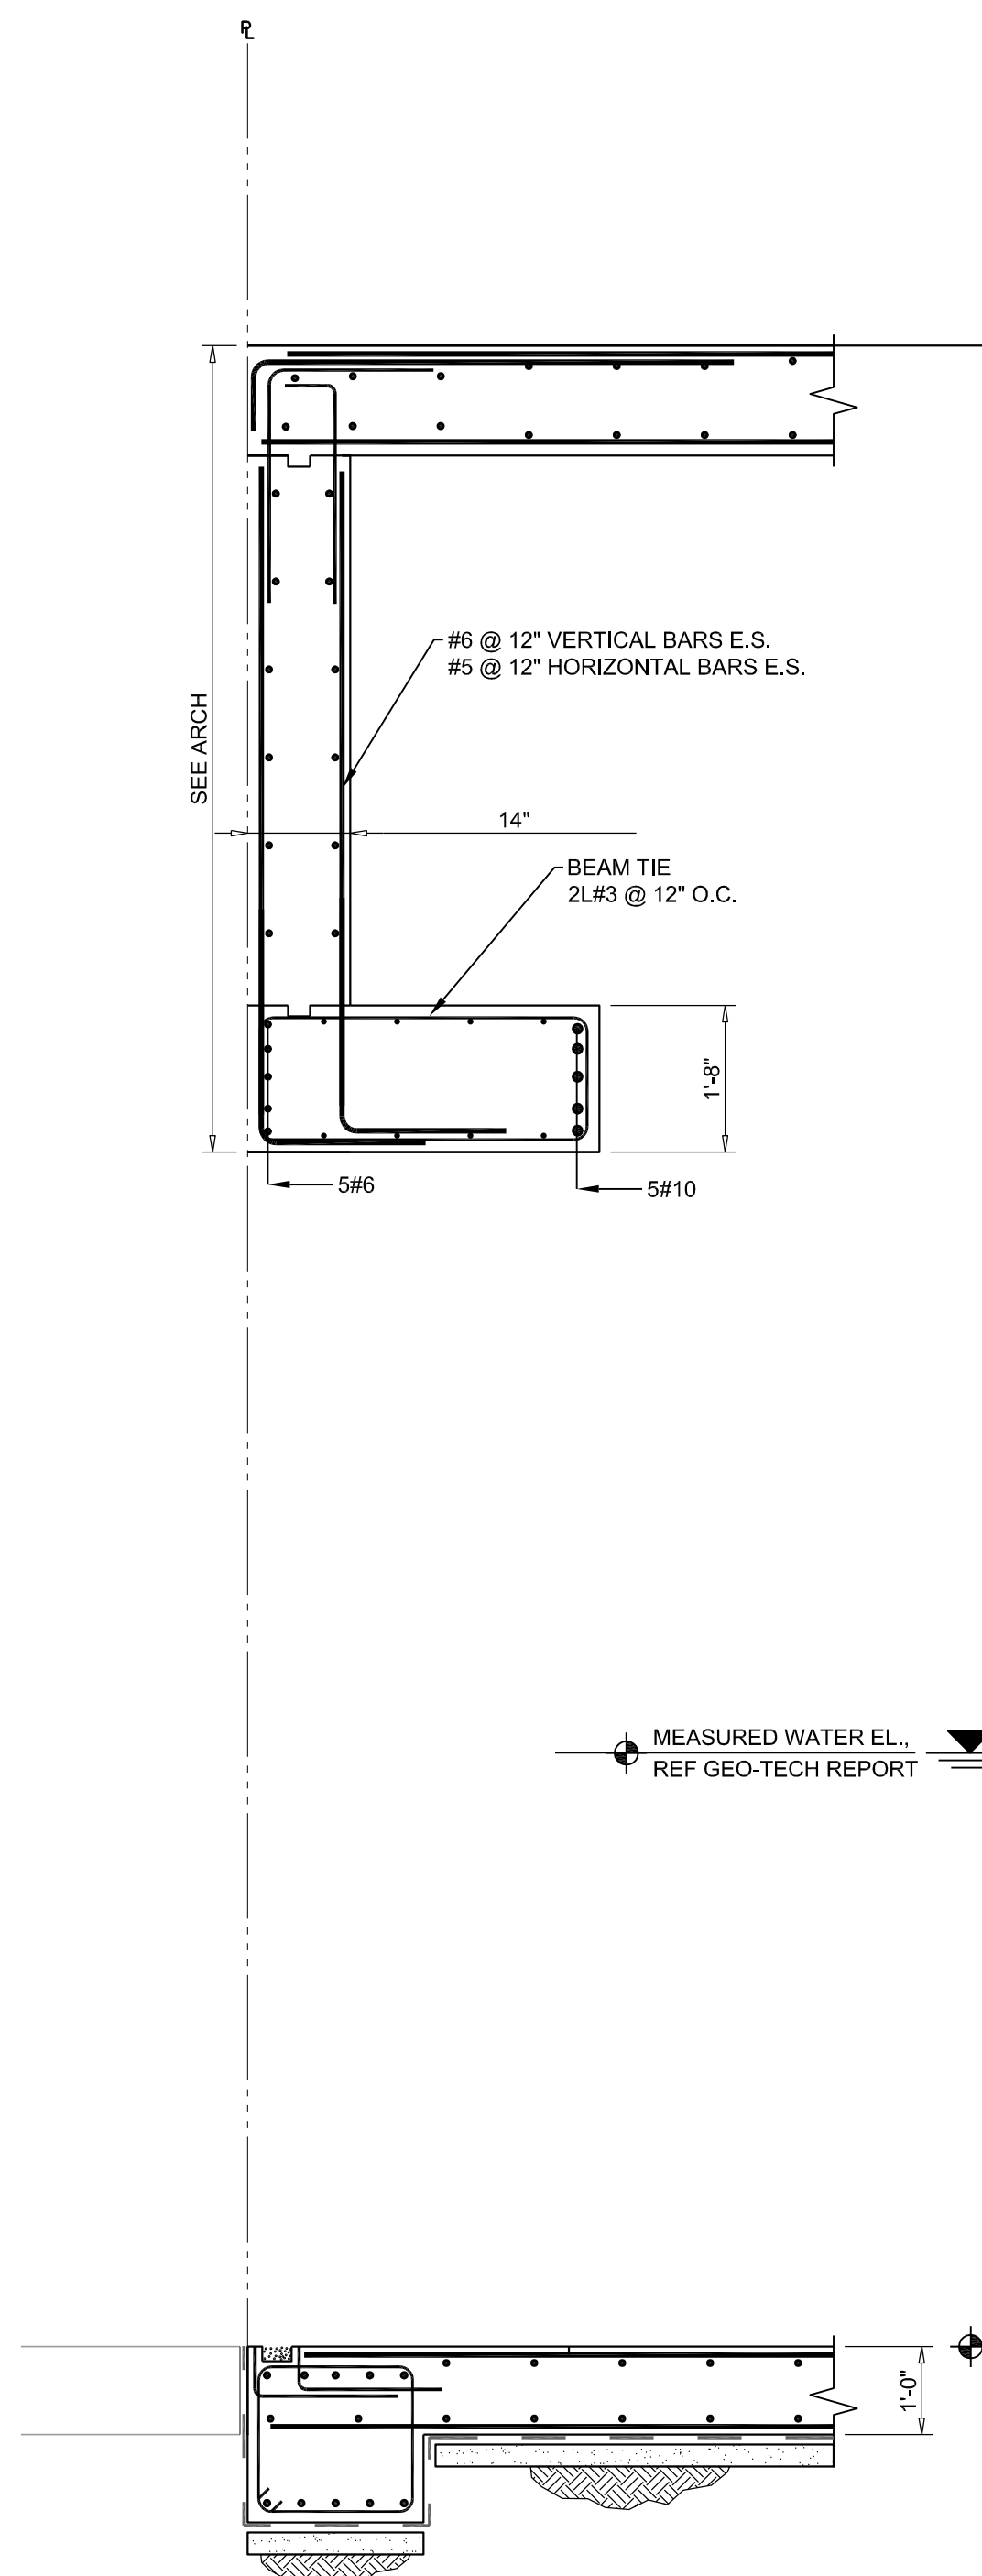 ℄
#6 @ 12" VERTICAL BARS E.S.
#5 @ 12" HORIZONTAL BARS E.S.
SEE ARCH
14"
BEAM TIE
2L#3 @ 12" O.C.
1'-8"
5#6
5#10
MEASURED WATER EL.,
REF GEO-TECH REPORT
1'-0"